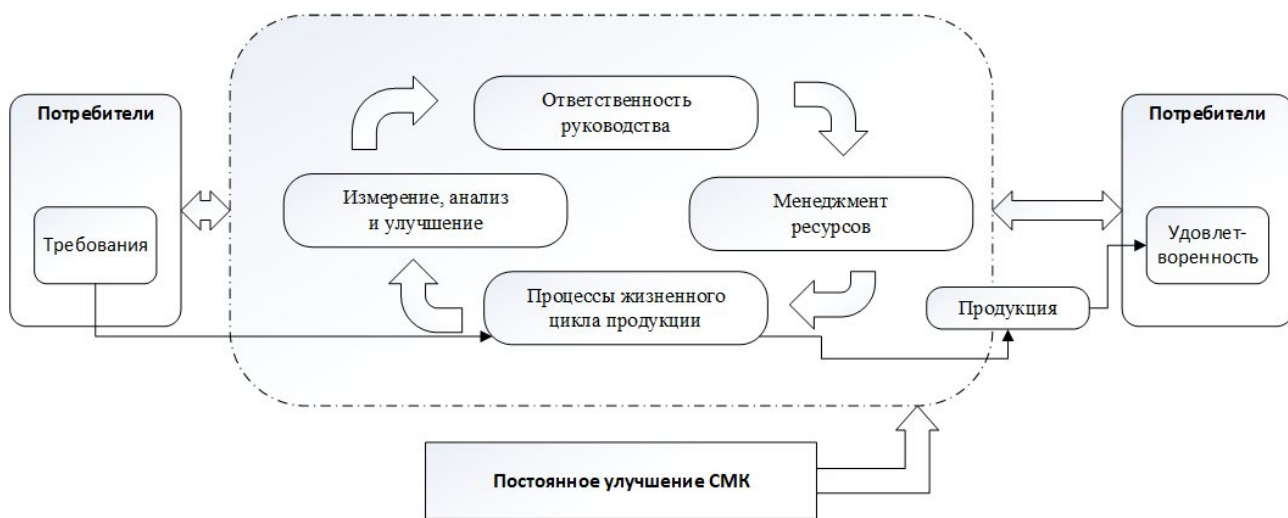 Потребители
Требования
Ответственность
руководства
Измерение, анализ
и улучшение
Менеджмент
ресурсов
Процессы жизненного
цикла продукции
Продукция
Потребители
Удовлет-
воренность
Постоянное улучшение СМК